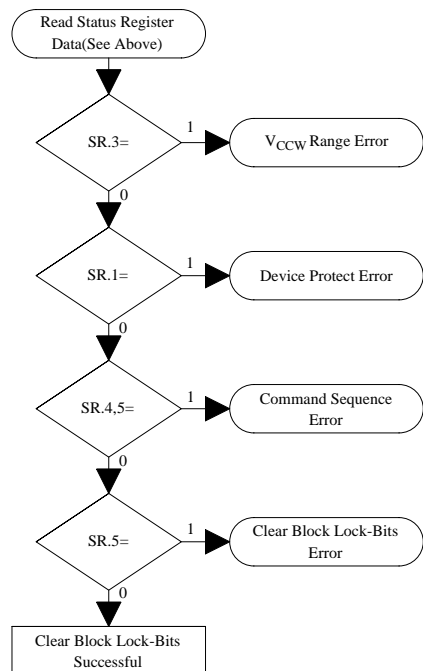 Read Status Register
Data(See Above)
SR.3=
1
VCCW Range Error
0
SR.1=
1
Device Protect Error
0
SR.4,5=
1
Command Sequence
Error
0
SR.5=
1
Clear Block Lock-Bits
Error
0
Clear Block Lock-Bits
Successful